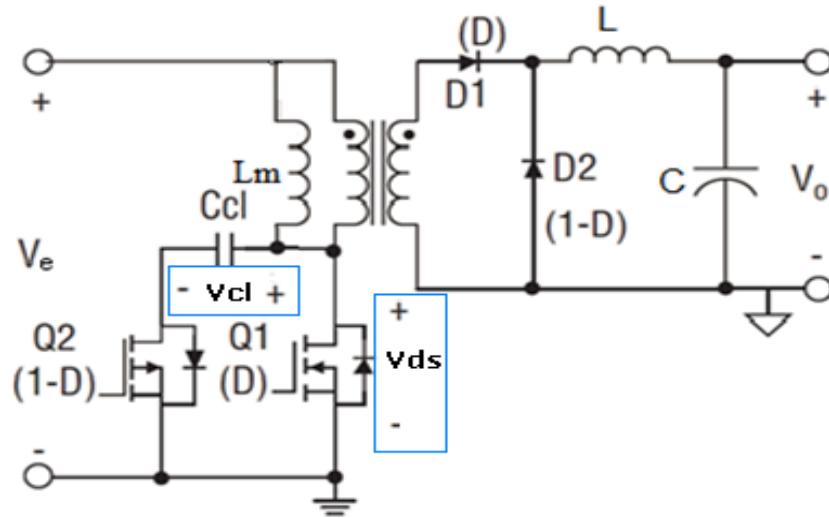 (D)
L
+
D1
+
Lm
D2
C
Vo
Ccl
(1-D)
Ve
- Vcl +
-
Q2
Q1
+
(1-D)
(D)
Vds
-
-